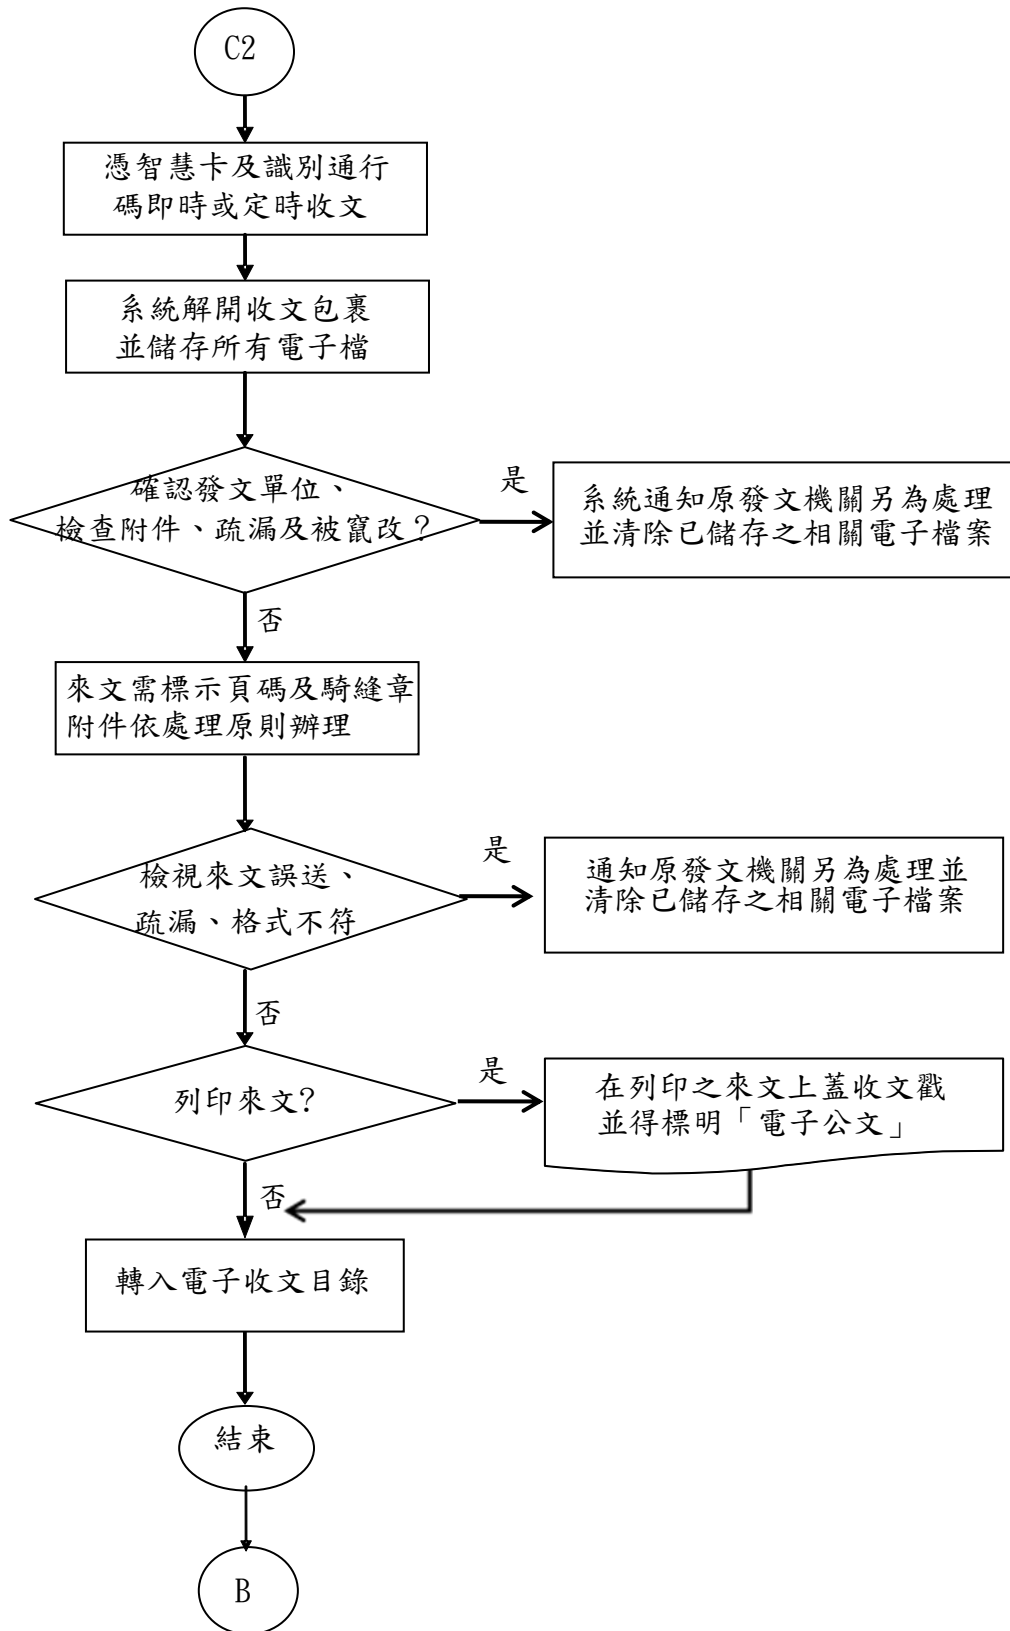 C2
憑智慧卡及識別通行
碼即時或定時收文
系統解開收文包裹
並儲存所有電子檔
確認發文單位、
檢查附件、疏漏及被竄改？
是
系統通知原發文機關另為處理
並清除已儲存之相關電子檔案
否
來文需標示頁碼及騎縫章
附件依處理原則辦理
檢視來文誤送、
疏漏、格式不符
是
通知原發文機關另為處理並
清除已儲存之相關電子檔案
否
列印來文?
是
在列印之來文上蓋收文戳
並得標明「電子公文」
否
轉入電子收文目錄
結束
B